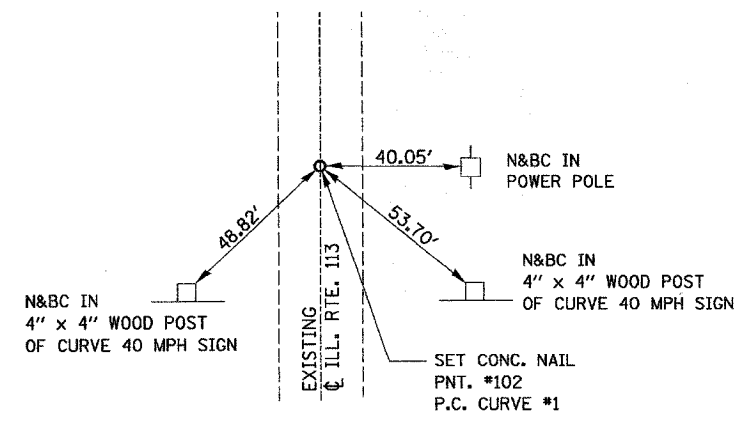 40.05'
N&BC IN
POWER POLE
48.82'
53.70'
N&BC IN
4" x 4" WOOD POST
OF CURVE 40 MPH SIGN
N&BC IN
4" x 4" WOOD POST
OF CURVE 40 MPH SIGN
EXISTING
℄ ILL. RTE. 113
SET CONC. NAIL
PNT. #102
P.C. CURVE #1